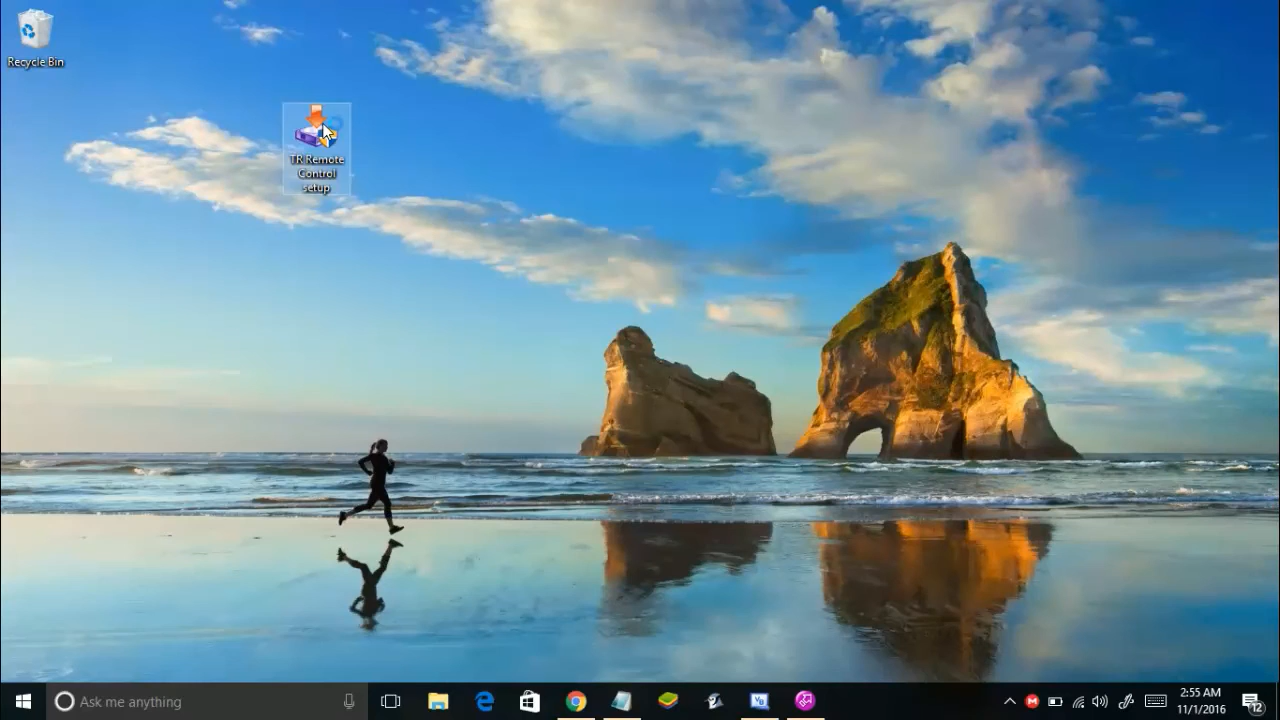 Recycle Bin
TR Remote
Control
setup
Ask me anything
2:55 AM
11/1/2016
12